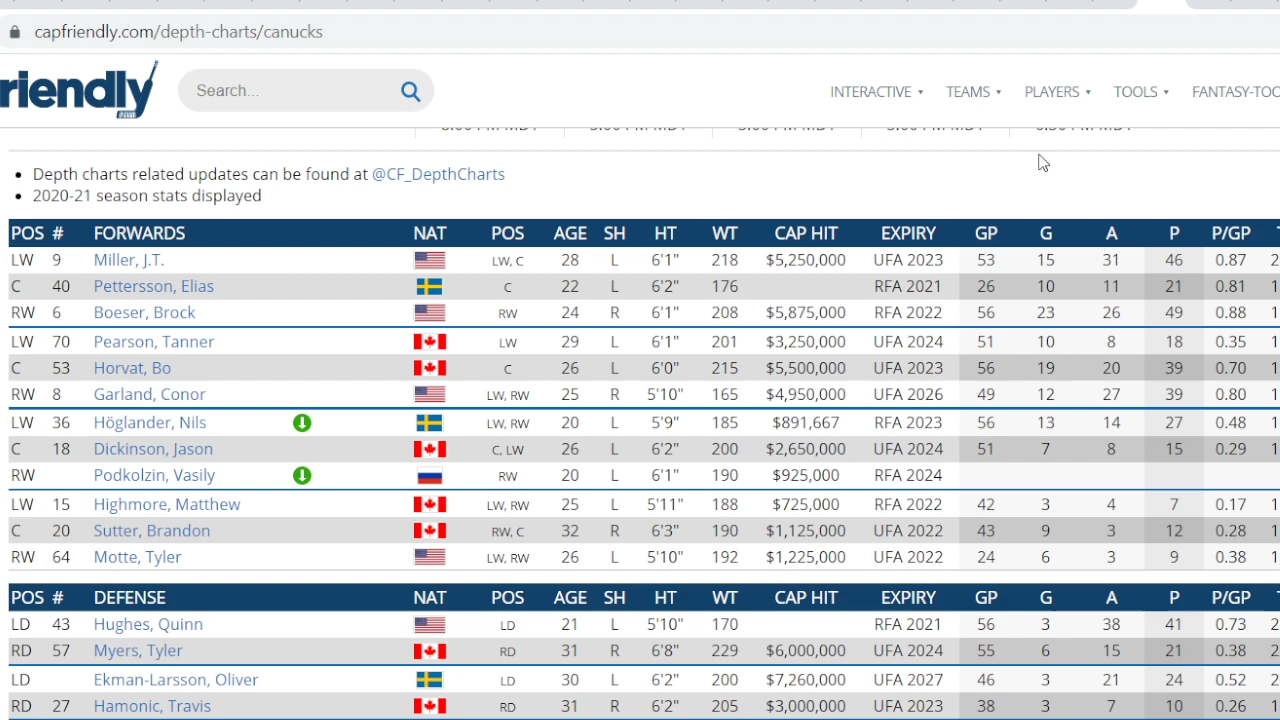 capfriendly.com/depth-charts/canucks
riendly Search... INTERACTIVE TEAMS PLAYERS TOOLS
Depth charts related updates can be found at @CF_DepthCharts
2020-21 season stats displayed
POS # FORWARDS NAT POS AGE SH HT WT CAP HIT EXPIRY GP G A P P/GP
LW 9 Miller, J.T. LW, C 28 L 6'1" 218 $5,250,000 UFA 2023 53 15 31 46 0.87
C 40 Pettersson, Elias C 22 L 6'2" 176 RFA 2021 26 10 11 21 0.81
RW 6 Boeser, Brock RW 24 R 6'1" 208 $5,875,000 RFA 2022 56 23 26 49 0.88
LW 70 Pearson, Tanner LW 29 L 6'1" 201 $3,250,000 UFA 2024 51 10 8 18 0.35
C 53 Horvat, Bo C 26 L 6'0" 215 $5,500,000 UFA 2023 56 19 20 39 0.70
RW 8 Garland, Conor LW, RW 25 R 5'10" 165 $4,950,000 UFA 2026 49 12 27 39 0.80
LW 36 Höglander, Nils LW, RW 20 L 5'9" 185 $891,667 RFA 2023 56 13 14 27 0.48
C 18 Dickinson, Jason C, LW 26 L 6'2" 200 $2,650,000 UFA 2024 51 7 8 15 0.29
RW Podkolzin, Vasily RW 20 L 6'1" 190 $925,000 RFA 2024
LW 15 Highmore, Matthew LW, RW 25 L 5'11" 188 $725,000 RFA 2022 42 3 4 7 0.17
C 20 Sutter, Brandon RW, C 32 R 6'3" 190 $1,125,000 UFA 2022 43 9 3 12 0.28
RW 64 Motte, Tyler LW, RW 26 L 5'10" 192 $1,225,000 UFA 2022 24 6 3 9 0.38
POS # DEFENSE NAT POS AGE SH HT WT CAP HIT EXPIRY GP G A P P/GP
LD 43 Hughes, Quinn LD 21 L 5'10" 170 RFA 2021 56 3 38 41 0.73
RD 57 Myers, Tyler RD 31 R 6'8" 229 $6,000,000 UFA 2024 55 6 15 21 0.38
LD Ekman-Larsson, Oliver LD 30 L 6'2" 200 $7,260,000 UFA 2027 46 3 21 24 0.52
RD 27 Hamonic, Travis RD 31 R 6'2" 205 $3,000,000 UFA 2023 38 3 7 10 0.26